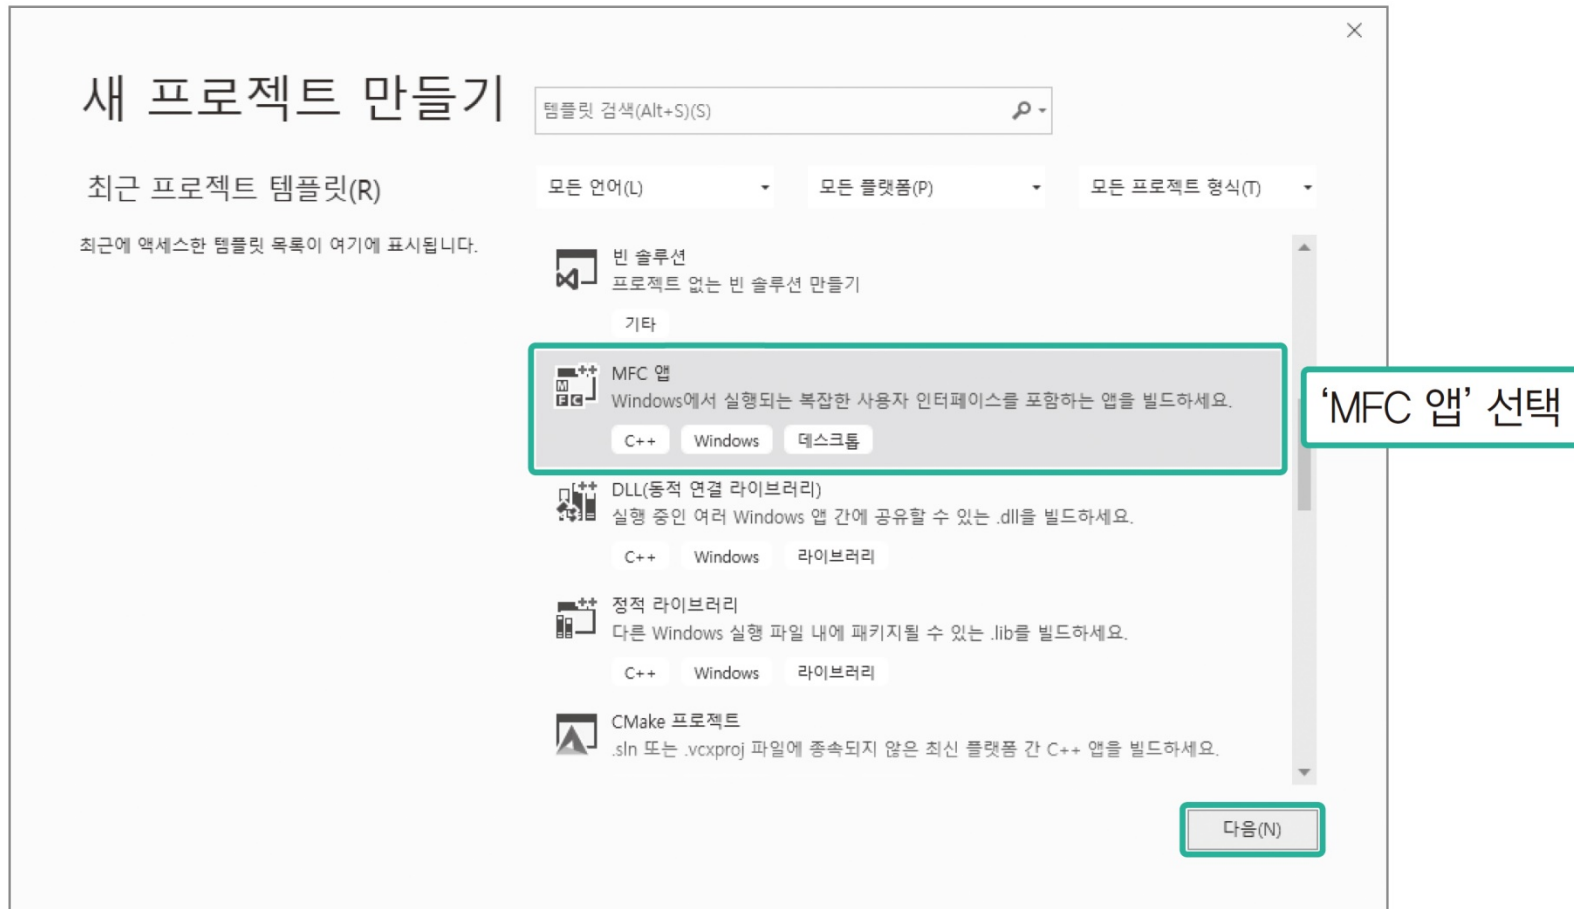 새 프로젝트 만들기
템플릿 검색(Alt+S)(S)
최근 프로젝트 템플릿(R)
모든 언어(L) 모든 플랫폼(P) 모든 프로젝트 형식(T)
최근에 액세스한 템플릿 목록이 여기에 표시됩니다.
빈 솔루션
프로젝트 없는 빈 솔루션 만들기
기타
MFC 앱
Windows에서 실행되는 복잡한 사용자 인터페이스를 포함하는 앱을 빌드하세요.
C++ Windows 데스크톱
'MFC 앱' 선택
DLL(동적 연결 라이브러리)
실행 중인 여러 Windows 앱 간에 공유할 수 있는 .dll을 빌드하세요.
C++ Windows 라이브러리
정적 라이브러리
다른 Windows 실행 파일 내에 패키지될 수 있는 .lib를 빌드하세요.
C++ Windows 라이브러리
CMake 프로젝트
.sln 또는 .vcxproj 파일에 종속되지 않은 최신 플랫폼 간 C++ 앱을 빌드하세요.
다음(N)